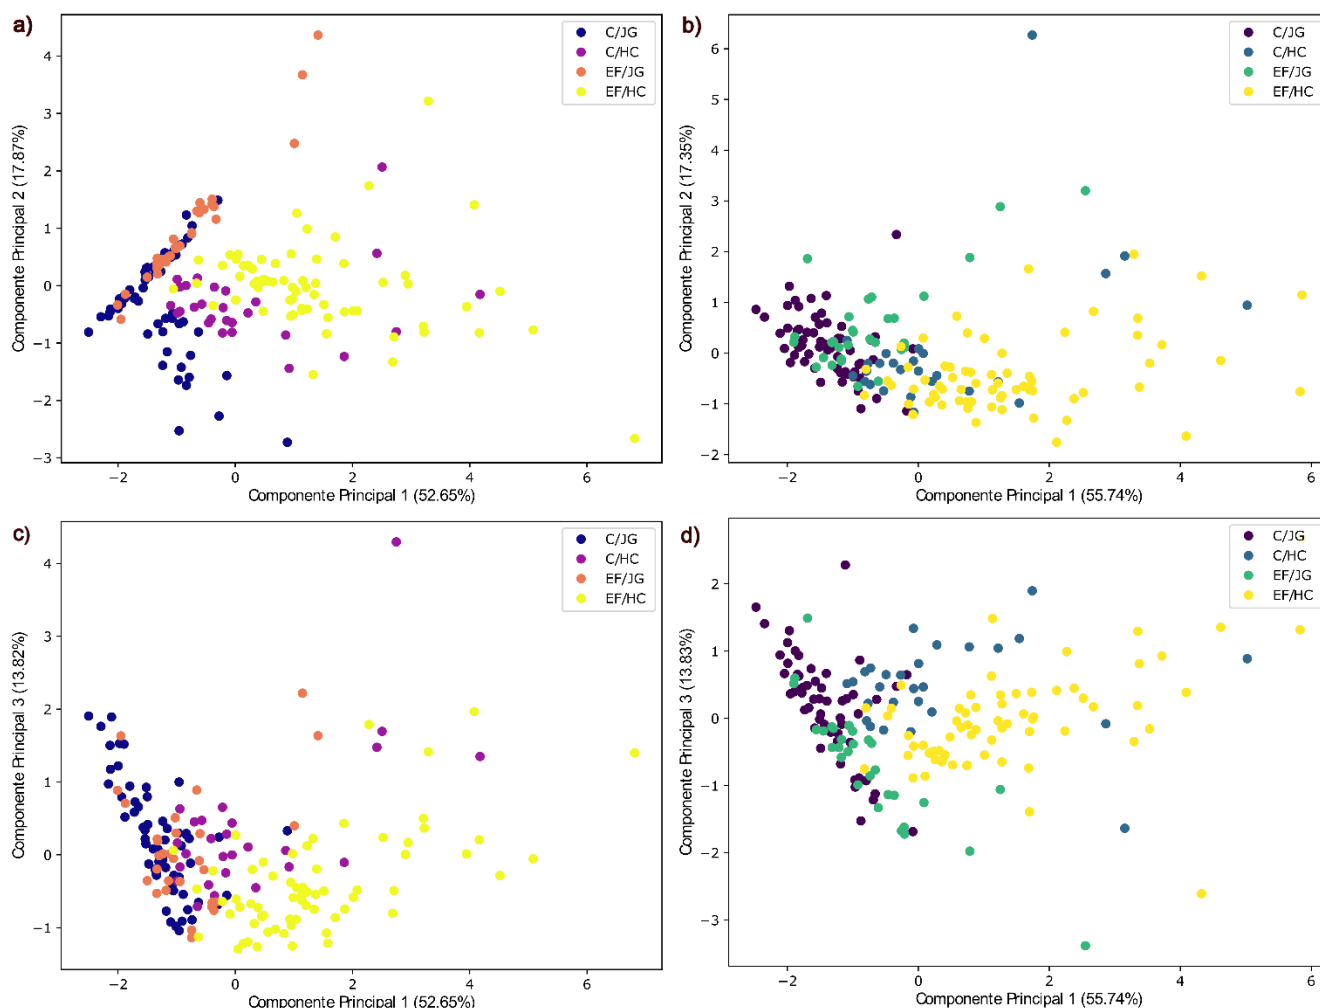 a)
C/JG
C/HC
EF/JG
EF/HC
4
3
2
1
0
−1
−2
−3
Componente Principal 2 (17.87%)
−2
0
2
4
6
Componente Principal 1 (52.65%)
b)
C/JG
C/HC
EF/JG
EF/HC
6
5
4
3
2
1
0
−1
−2
Componente Principal 2 (17.35%)
−2
0
2
4
6
Componente Principal 1 (55.74%)
c)
C/JG
C/HC
EF/JG
EF/HC
4
3
2
1
0
−1
Componente Principal 3 (13.82%)
−2
0
2
4
6
Componente Principal 1 (52.65%)
d)
C/JG
C/HC
EF/JG
EF/HC
2
1
0
−1
−2
−3
Componente Principal 3 (13.83%)
−2
0
2
4
6
Componente Principal 1 (55.74%)